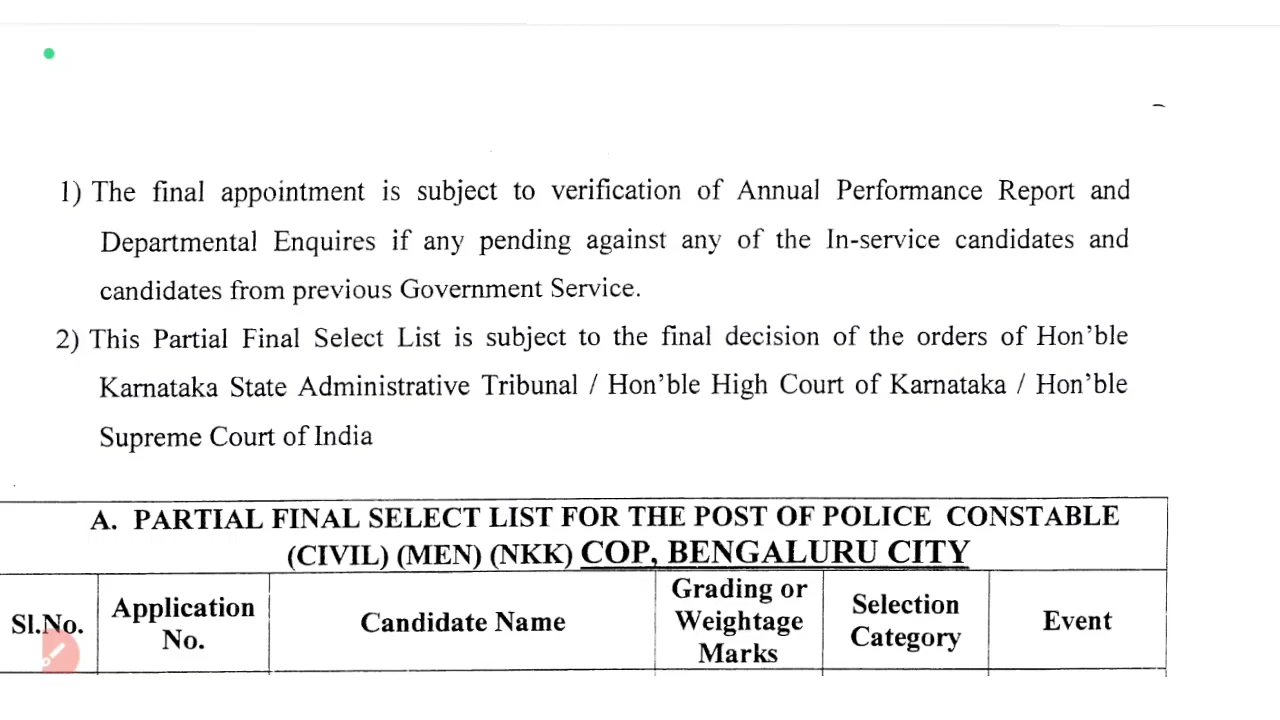 1) The final appointment is subject to verification of Annual Performance Report and
Departmental Enquires if any pending against any of the In-service candidates and
candidates from previous Government Service.
2) This Partial Final Select List is subject to the final decision of the orders of Hon’ble
Karnataka State Administrative Tribunal / Hon’ble High Court of Karnataka / Hon’ble
Supreme Court of India
A. PARTIAL FINAL SELECT LIST FOR THE POST OF POLICE CONSTABLE
(CIVIL) (MEN) (NKK) COP, BENGALURU CITY
Sl.No.
Application
No.
Candidate Name
Grading or
Weightage
Marks
Selection
Category
Event